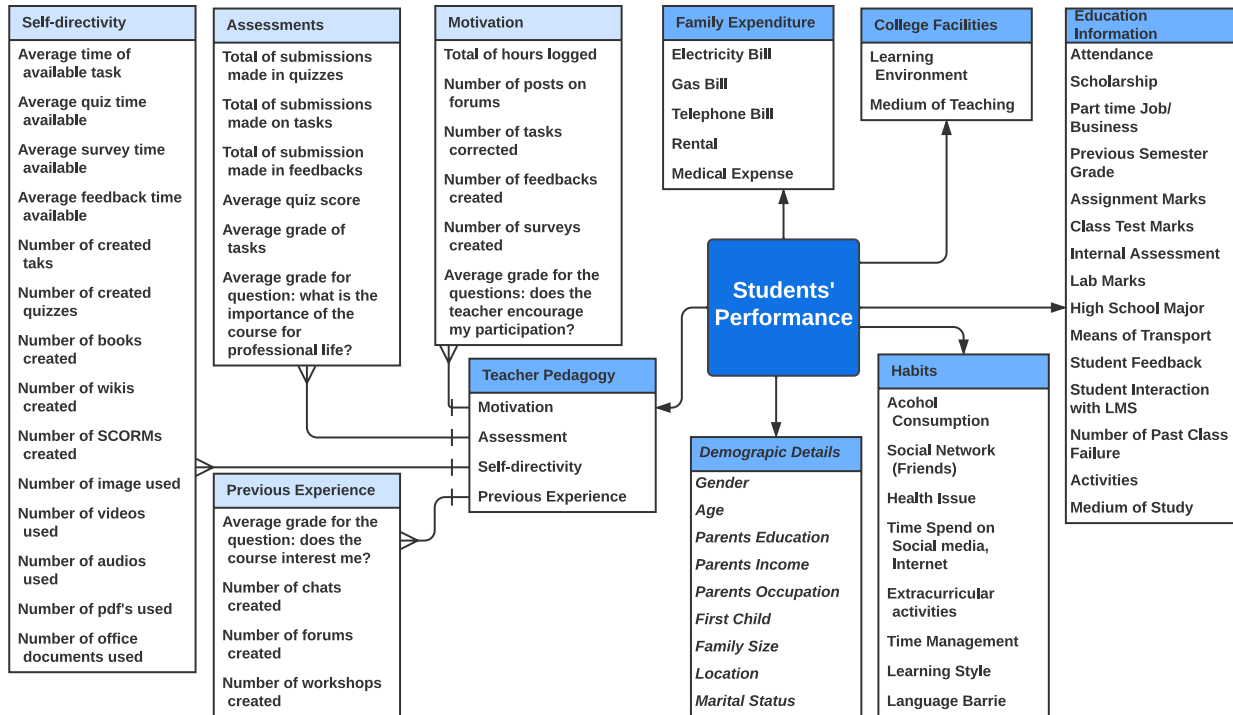 Self-directivity
Average time of
available task
Average quiz time
available
Average survey time
available
Average feedback time
available
Number of created
taks
Number of created
quizzes
Number of books
created
Number of wikis
created
Number of SCORMs
created
Number of image used
Number of videos
used
Number of audios
used
Number of pdf's used
Number of office
documents used
Assessments
Total of submissions
made in quizzes
Total of submissions
made on tasks
Total of submission
made in feedbacks
Average quiz score
Average grade of
tasks
Average grade for
question: what is the
importance of the
course for
professional life?
Motivation
Total of hours logged
Number of posts on
forums
Number of tasks
corrected
Number of feedbacks
created
Number of surveys
created
Average grade for the
questions: does the
teacher encourage
my participation?
Family Expenditure
Electricity Bill
Gas Bill
Telephone Bill
Rental
Medical Expense
College Facilities
Learning
Environment
Medium of Teaching
Education
Information
Attendance
Scholarship
Part time Job/
Business
Previous Semester
Grade
Assignment Marks
Class Test Marks
Internal Assessment
Lab Marks
High School Major
Means of Transport
Student Feedback
Student Interaction
with LMS
Number of Past Class
Failure
Activities
Medium of Study
Students'
Performance
Teacher Pedagogy
Motivation
Assessment
Self-directivity
Previous Experience
Previous Experience
Average grade for the
question: does the
course interest me?
Number of chats
created
Number of forums
created
Number of workshops
created
Demograpic Details
Gender
Age
Parents Education
Parents Income
Parents Occupation
First Child
Family Size
Location
Marital Status
Habits
Acohol
Consumption
Social Network
(Friends)
Health Issue
Time Spend on
Social media,
Internet
Extracurricular
activities
Time Management
Learning Style
Language Barrie